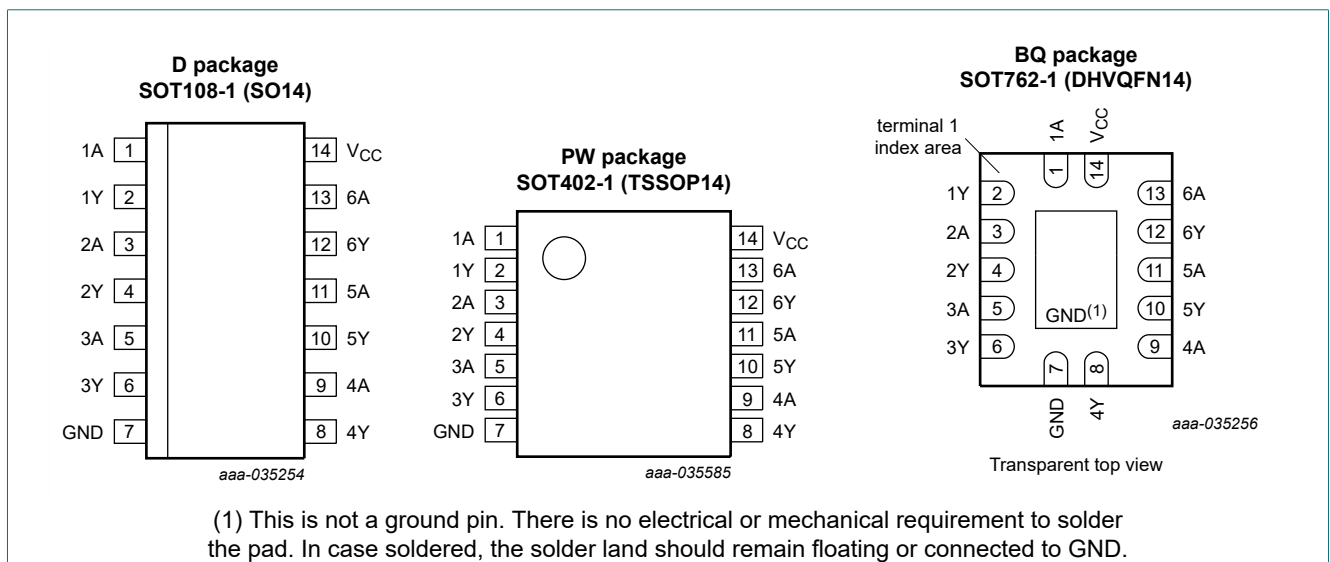 D package
SOT108-1 (SO14)
1A 1 14 VCC
1Y 2 13 6A
2A 3 12 6Y
2Y 4 11 5A
3A 5 10 5Y
3Y 6 9 4A
GND 7 8 4Y
aaa-035254
PW package
SOT402-1 (TSSOP14)
1A 1 14 VCC
1Y 2 13 6A
2A 3 12 6Y
2Y 4 11 5A
3A 5 10 5Y
3Y 6 9 4A
GND 7 8 4Y
aaa-035585
BQ package
SOT762-1 (DHVQFN14)
terminal 1
index area
1A VCC
1 14
1Y 2 13 6A
2A 3 12 6Y
2Y 4 11 5A
3A 5 10 5Y
GND(1)
3Y 6 9 4A
7 8
GND 4Y
aaa-035256
Transparent top view
(1) This is not a ground pin. There is no electrical or mechanical requirement to solder
the pad. In case soldered, the solder land should remain floating or connected to GND.